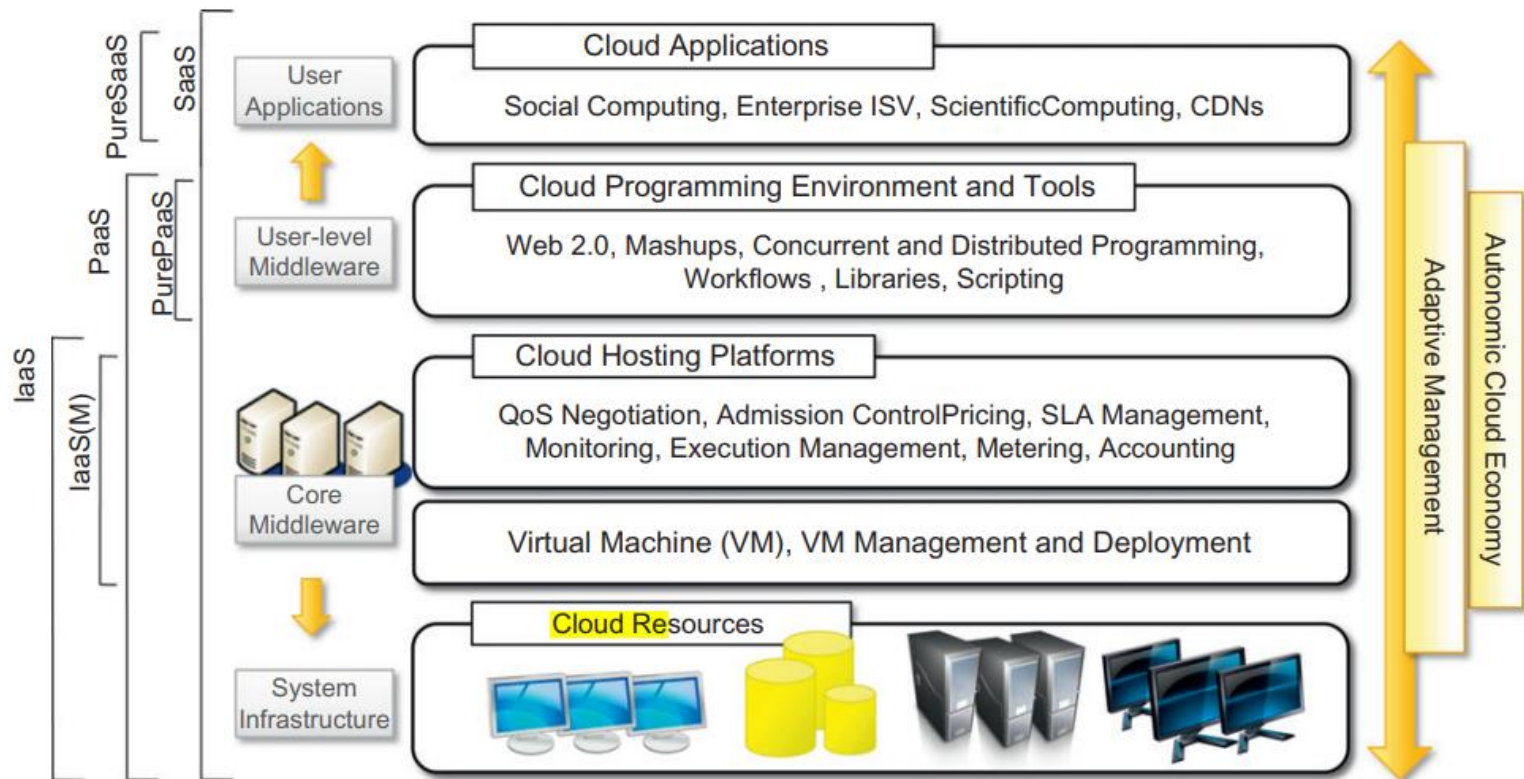 PureSaaS
SaaS
User
Applications
Cloud Applications
Social Computing, Enterprise ISV, ScientificComputing, CDNs
PaaS
PurePaaS
User-level
Middleware
Cloud Programming Environment and Tools
Web 2.0, Mashups, Concurrent and Distributed Programming,
Workflows , Libraries, Scripting
IaaS
IaaS(M)
Core
Middleware
Cloud Hosting Platforms
QoS Negotiation, Admission ControlPricing, SLA Management,
Monitoring, Execution Management, Metering, Accounting
Virtual Machine (VM), VM Management and Deployment
System
Infrastructure
Cloud Resources
Adaptive Management
Autonomic Cloud Economy